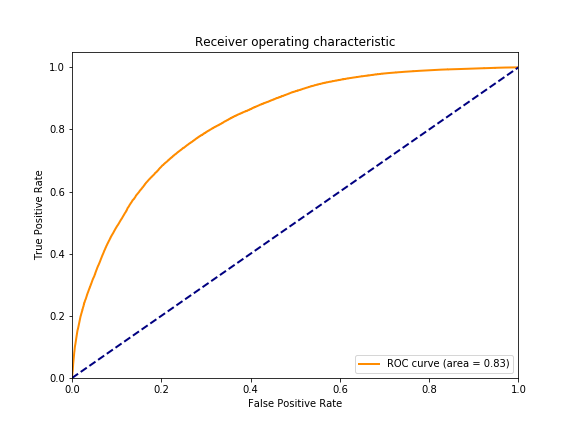 Receiver operating characteristic
1.0
0.8
0.6
0.4
0.2
0.0
True Positive Rate
ROC curve (area = 0.83)
0.0 0.2 0.4 0.6 0.8 1.0
False Positive Rate